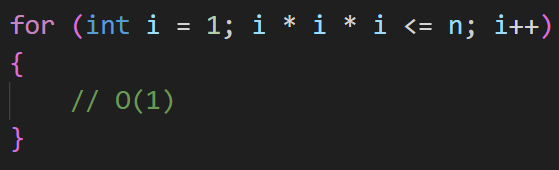 for (int i = 1; i * i * i <= n; i++)
{
    // O(1)
}